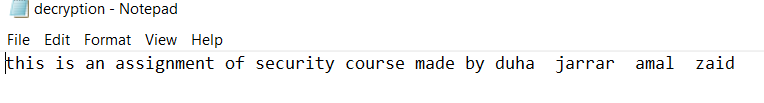 decryption - Notepad
File Edit Format View Help
this is an assignment of security course made by duha  jarrar  amal  zaid